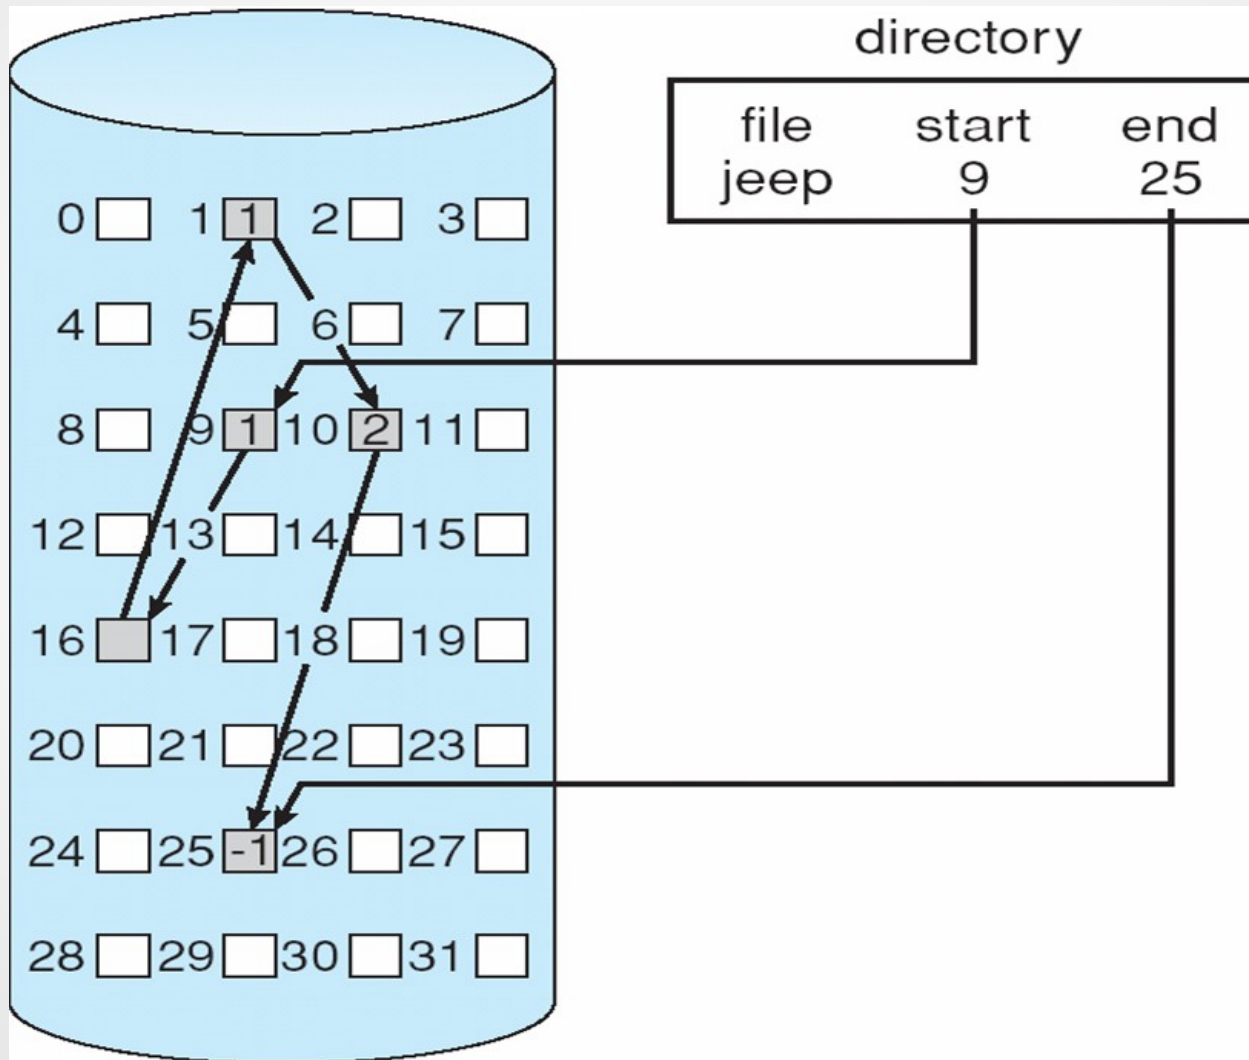 directory
file start end
jeep 9 25
0 1 1 2 3
4 5 6 7
8 9 1 10 2 11
12 13 14 15
16 17 18 19
20 21 22 23
24 25 -1 26 27
28 29 30 31